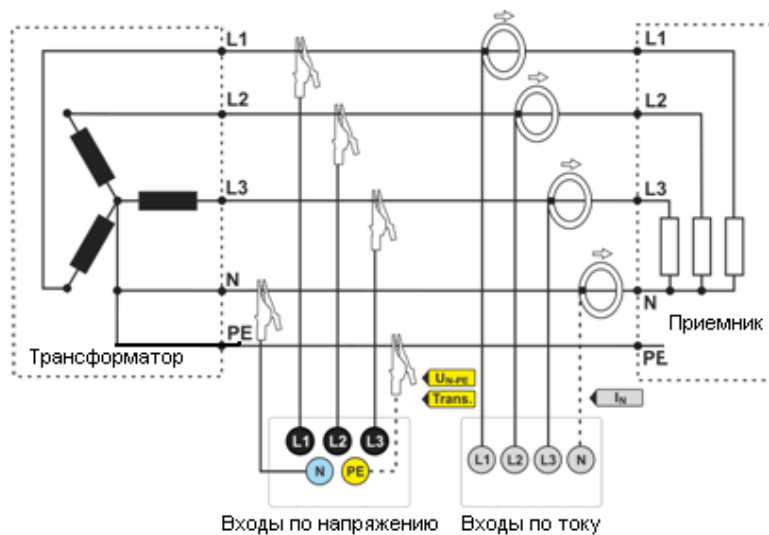 L1
L1
L2
L2
L3
L3
N
N
PE
Приемник
Трансформатор
PE
UN-PE
Trans.
IN
L1
L2
L3
L1
L2
L3
N
N
PE
Входы по напряжению
Входы по току